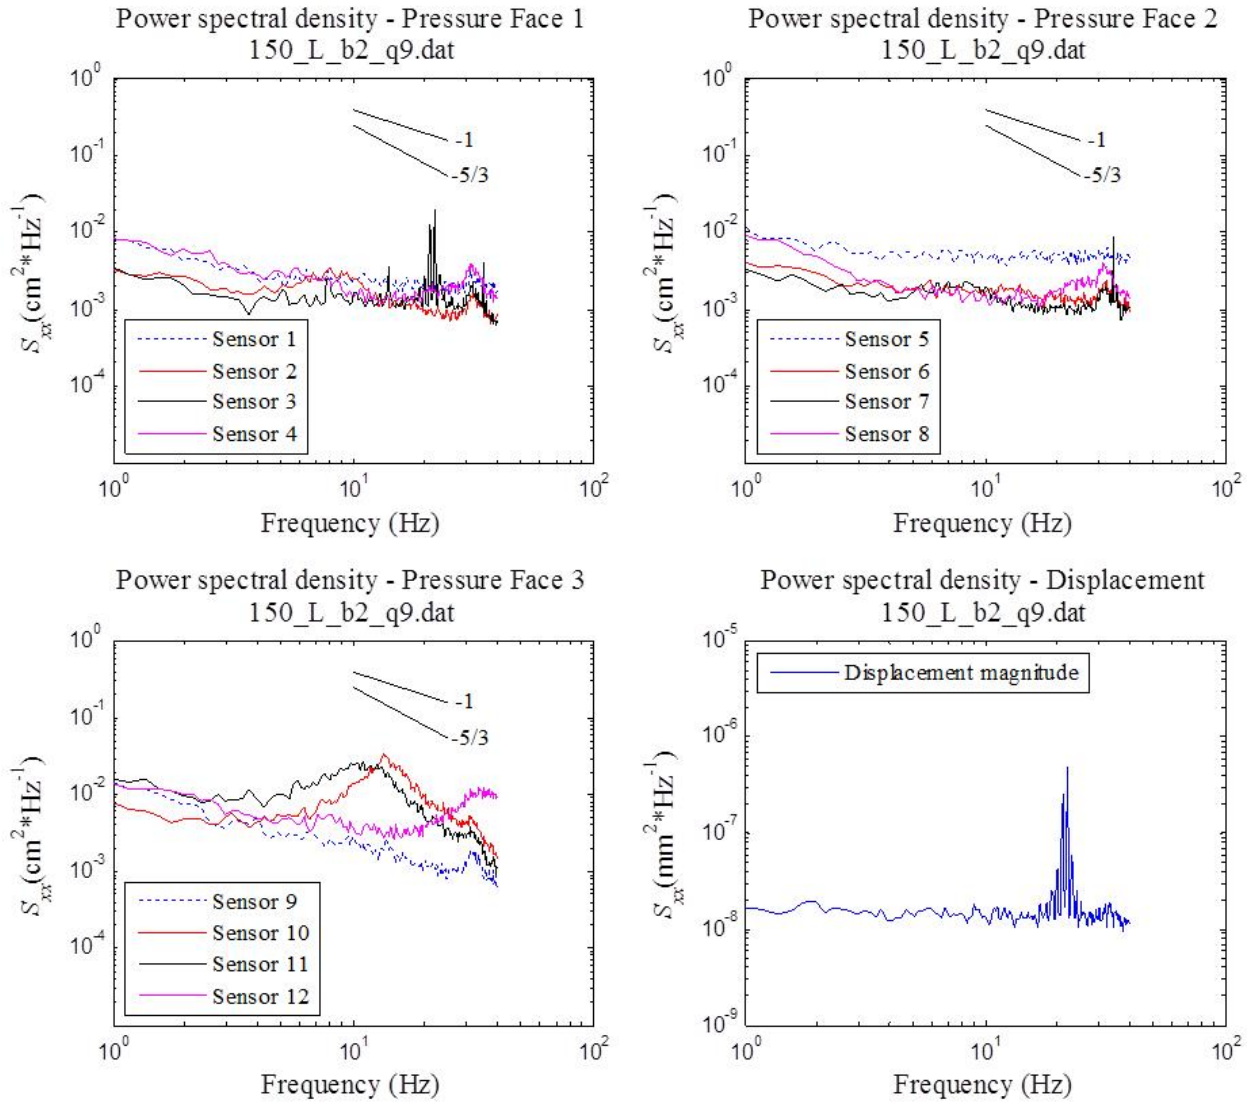 Power spectral density - Pressure Face 1
150_L_b2_q9.dat
10^0
10^-1
10^-2
10^-3
10^-4
S_xx(cm^2*Hz^-1)
-1
-5/3
Sensor 1
Sensor 2
Sensor 3
Sensor 4
10^0
10^1
10^2
Frequency (Hz)
Power spectral density - Pressure Face 2
150_L_b2_q9.dat
10^0
10^-1
10^-2
10^-3
10^-4
S_xx(cm^2*Hz^-1)
-1
-5/3
Sensor 5
Sensor 6
Sensor 7
Sensor 8
10^0
10^1
10^2
Frequency (Hz)
Power spectral density - Pressure Face 3
150_L_b2_q9.dat
10^0
10^-1
10^-2
10^-3
10^-4
S_xx(cm^2*Hz^-1)
-1
-5/3
Sensor 9
Sensor 10
Sensor 11
Sensor 12
10^0
10^1
10^2
Frequency (Hz)
Power spectral density - Displacement
150_L_b2_q9.dat
10^-5
10^-6
10^-7
10^-8
10^-9
S_xx(mm^2*Hz^-1)
Displacement magnitude
10^0
10^1
10^2
Frequency (Hz)